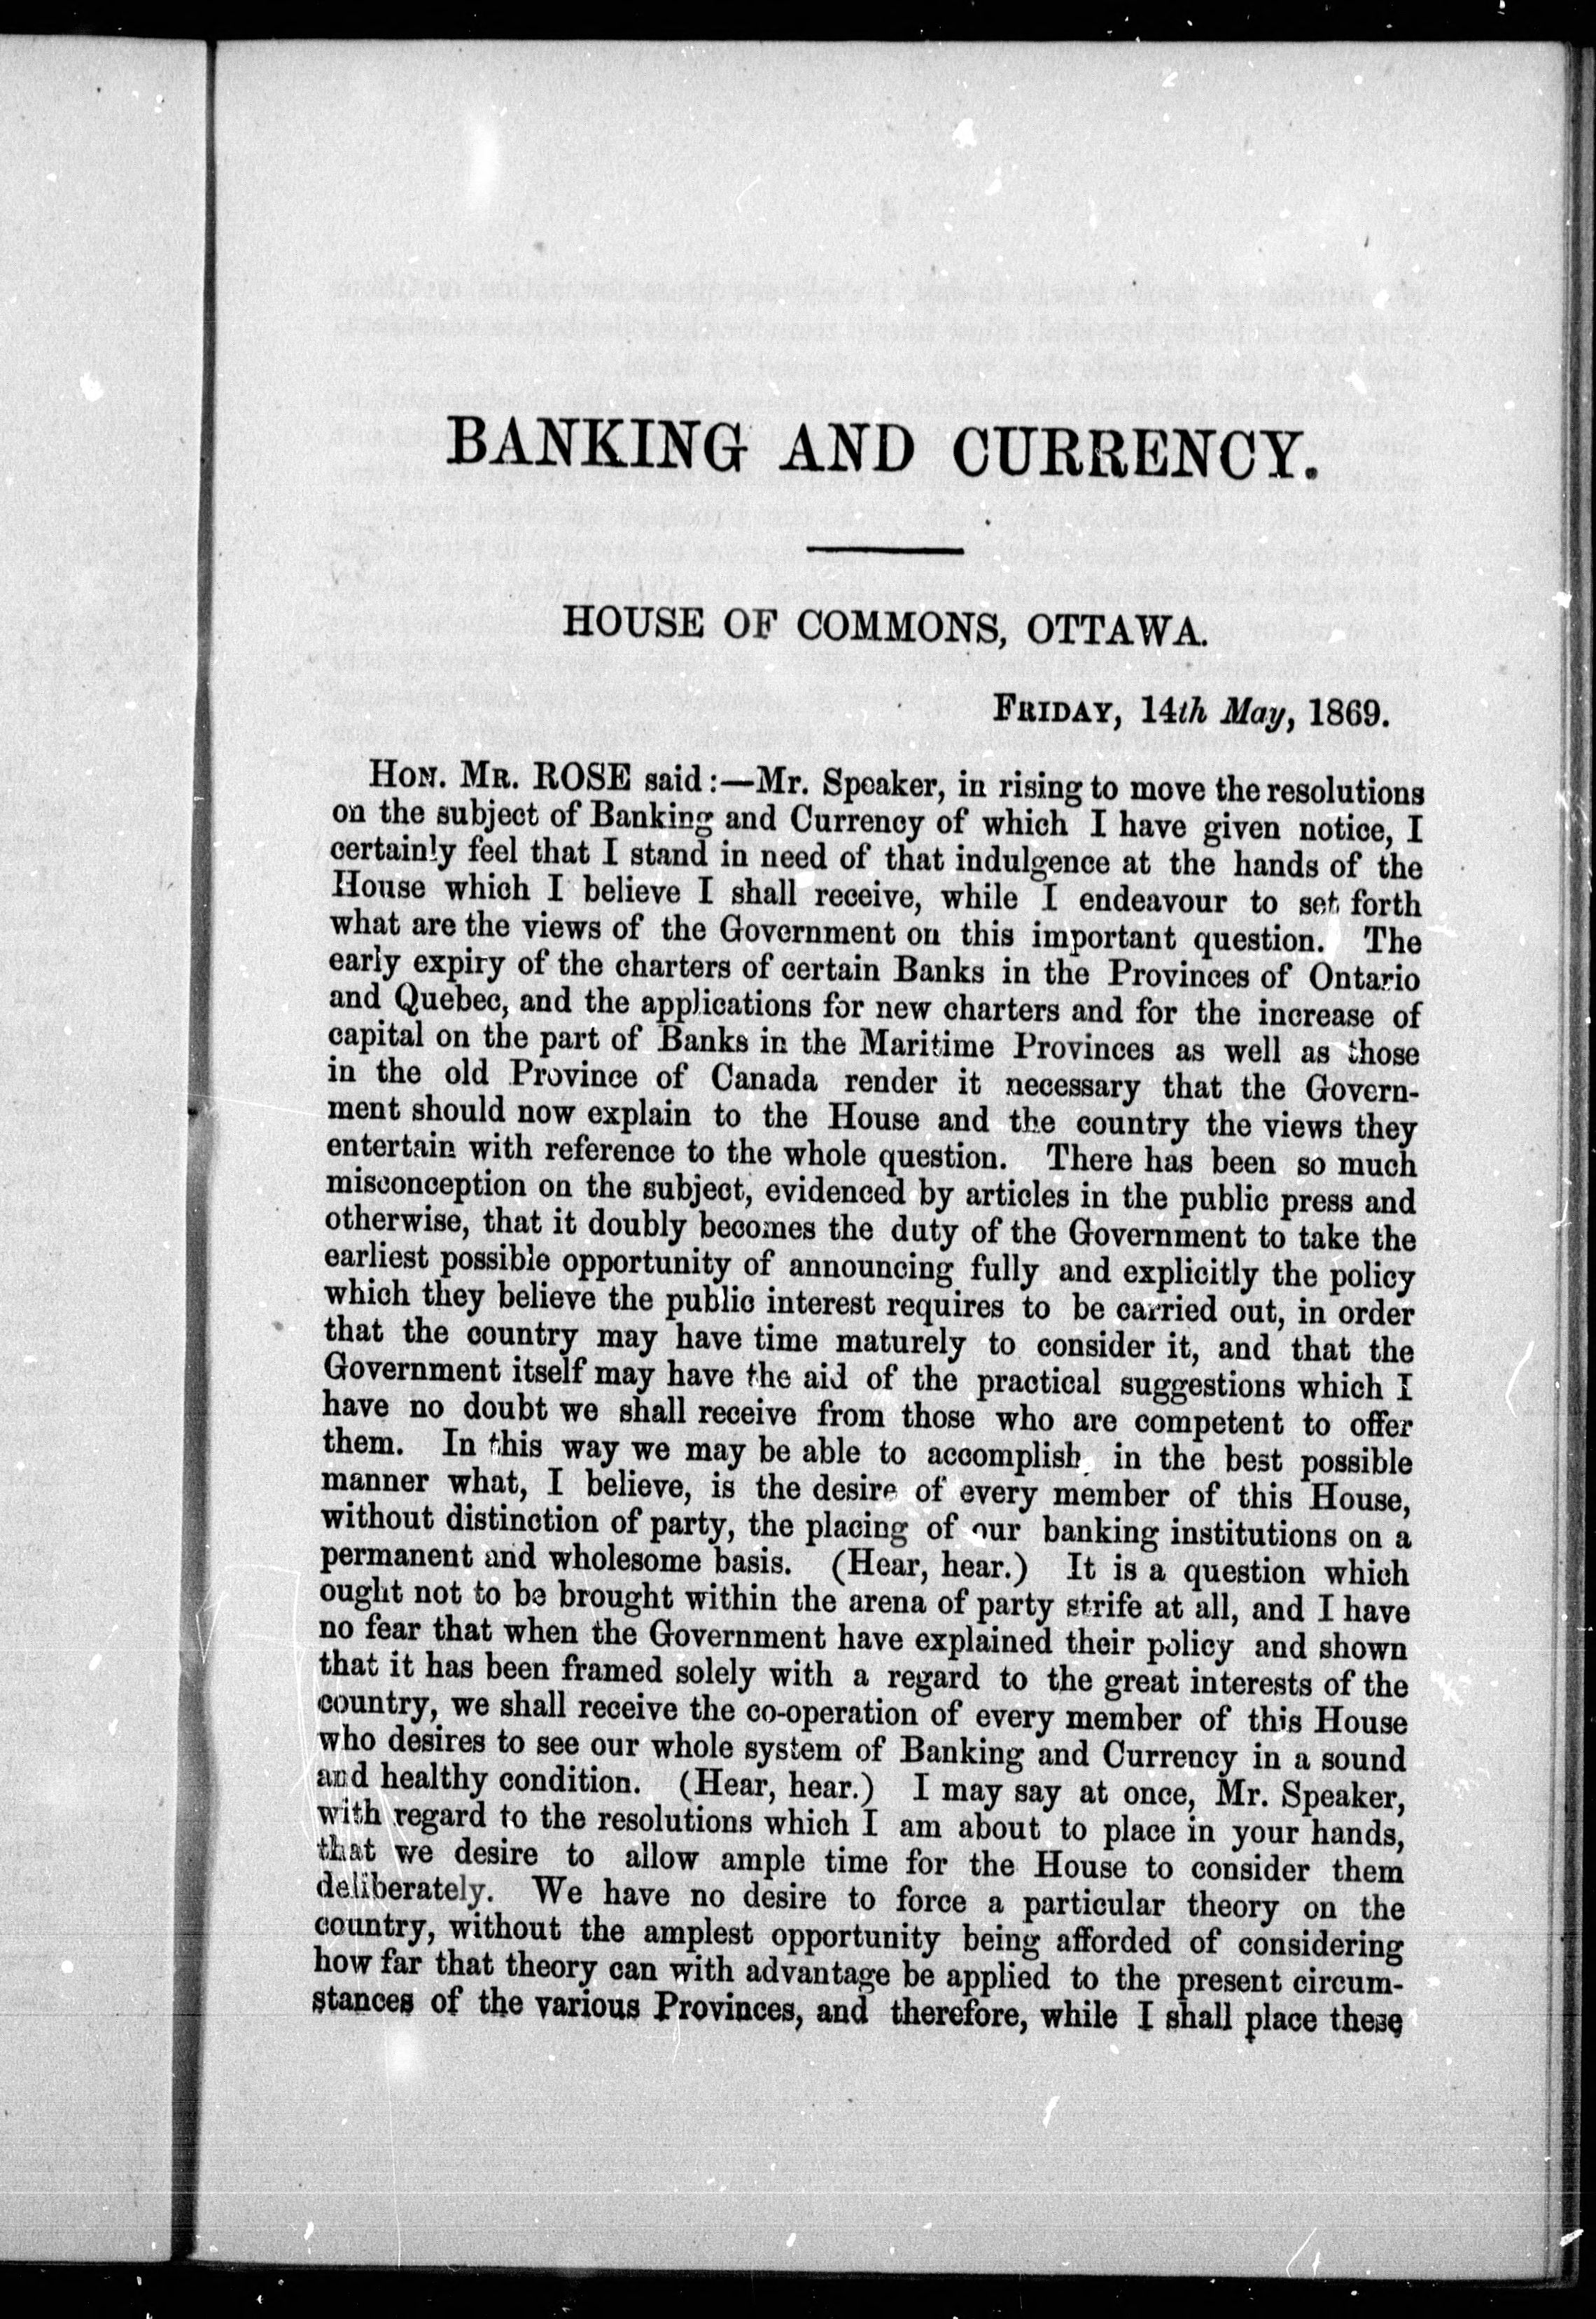 BANKING AND CURRENCY.
HOUSE OF COMMONS, OTTAWA.
FRIDAY, 14th May, 1869.
HON. MR. ROSE said:—Mr. Speaker, in rising to move the resolutions
on the subject of Banking and Currency of which I have given notice, I
certainly feel that I stand in need of that indulgence at the hands of the
House which I believe I shall receive, while I endeavour to set forth
what are the views of the Government on this important question. The
early expiry of the charters of certain Banks in the Provinces of Ontario
and Quebec, and the applications for new charters and for the increase of
capital on the part of Banks in the Maritime Provinces as well as those
in the old Province of Canada render it necessary that the Govern-
ment should now explain to the House and the country the views they
entertain with reference to the whole question. There has been so much
misconception on the subject, evidenced by articles in the public press and
otherwise, that it doubly becomes the duty of the Government to take the
earliest possible opportunity of announcing fully and explicitly the policy
which they believe the public interest requires to be carried out, in order
that the country may have time maturely to consider it, and that the
Government itself may have the aid of the practical suggestions which I
have no doubt we shall receive from those who are competent to offer
them. In this way we may be able to accomplish, in the best possible
manner what, I believe, is the desire of every member of this House,
without distinction of party, the placing of our banking institutions on a
permanent and wholesome basis. (Hear, hear.) It is a question which
ought not to be brought within the arena of party strife at all, and I have
no fear that when the Government have explained their policy and shown
that it has been framed solely with a regard to the great interests of the
country, we shall receive the co-operation of every member of this House
who desires to see our whole system of Banking and Currency in a sound
and healthy condition. (Hear, hear.) I may say at once, Mr. Speaker,
with regard to the resolutions which I am about to place in your hands,
that we desire to allow ample time for the House to consider them
deliberately. We have no desire to force a particular theory on the
country, without the amplest opportunity being afforded of considering
how far that theory can with advantage be applied to the present circum-
stances of the various Provinces, and therefore, while I shall place these